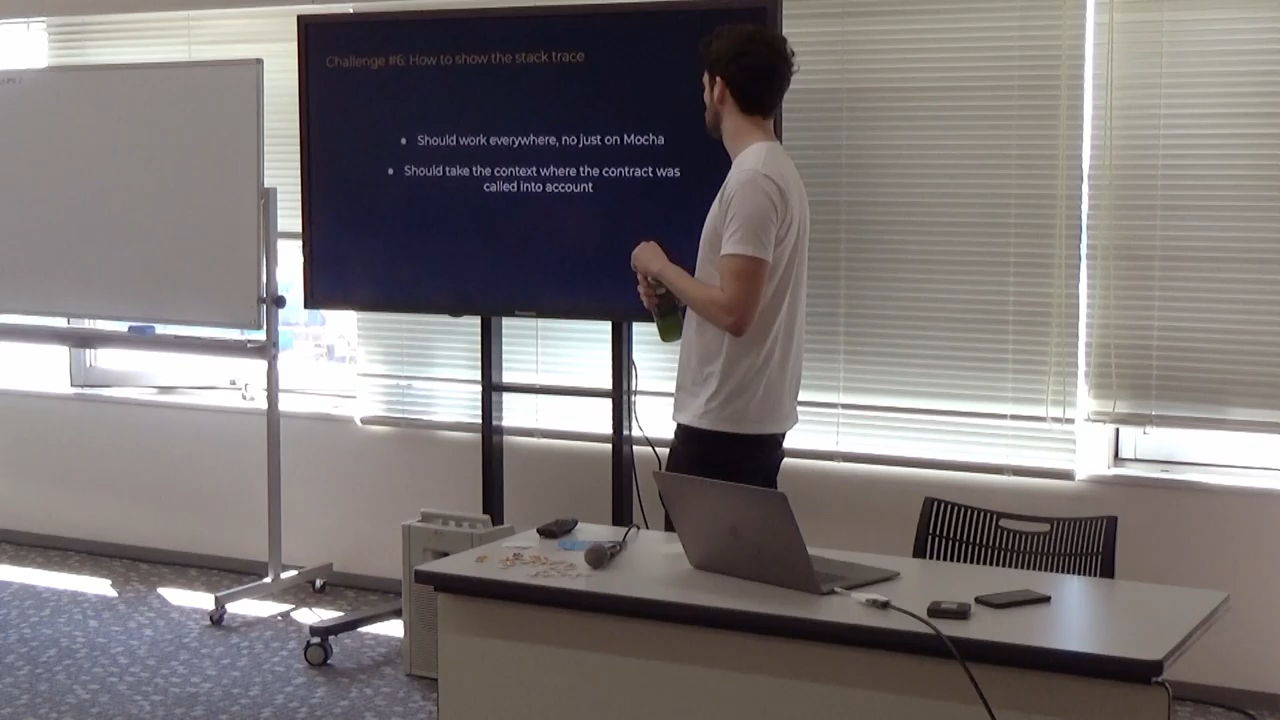 Challenge #6: How to show the stack trace
Should work everywhere, no just on Mocha
Should take the context where the contract was
called into account